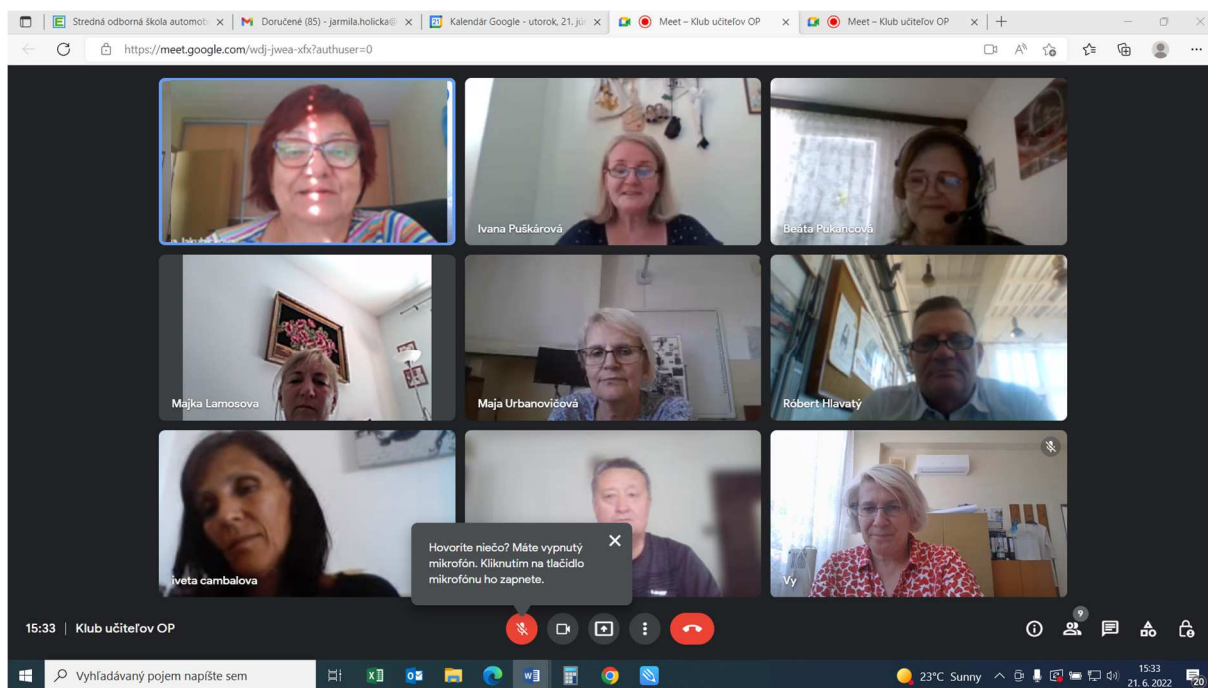 Stredná odborná škola automob
Doručené (85) - jarmila.holicka@
Kalendár Google - utorok, 21. jú
Meet – Klub učiteľov OP
Meet – Klub učiteľov OP
https://meet.google.com/wdj-jwea-xfx?authuser=0
Ivana Puškárová
Beáta Pukancová
Majka Lamosova
Maja Urbanovičová
Róbert Hlavatý
iveta cambalova
Hovoríte niečo? Máte vypnutý
mikrofón. Kliknutím na tlačidlo
mikrofónu ho zapnete.
Vy
15:33 | Klub učiteľov OP
9
Vyhľadávaný pojem napíšte sem
23°C Sunny
15:33
21. 6. 2022
20